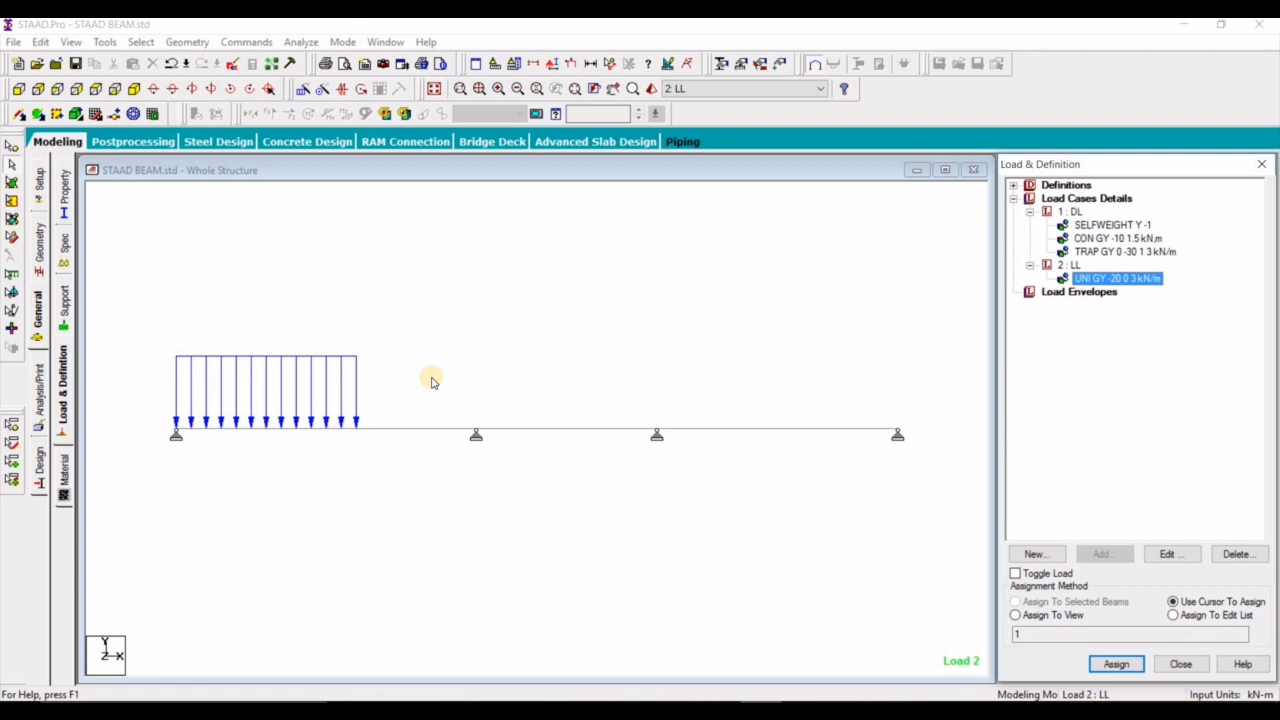 STAAD.Pro - STAAD BEAM.std
File Edit View Tools Select Geometry Commands Analyze Mode Window Help
2: LL
Modeling Postprocessing Steel Design Concrete Design RAM Connection Bridge Deck Advanced Slab Design Piping
Setup
Geometry
General
Analysis/Print
Design
Property
Spec
Support
Load & Definition
Material
STAAD BEAM.std - Whole Structure
Load 2
Y
Z X
Load & Definition
Definitions
Load Cases Details
1 : DL
SELFWEIGHT Y -1
CON GY -10 1.5 kN,m
TRAP GY 0 -30 1 3 kN/m
2 : LL
UNI GY -20 0 3 kN/m
Load Envelopes
New... Add... Edit ... Delete...
Toggle Load
Assignment Method
Assign To Selected Beams Use Cursor To Assign
Assign To View Assign To Edit List
1
Assign Close Help
For Help, press F1 Modeling Mo Load 2 : LL Input Units: kN-m